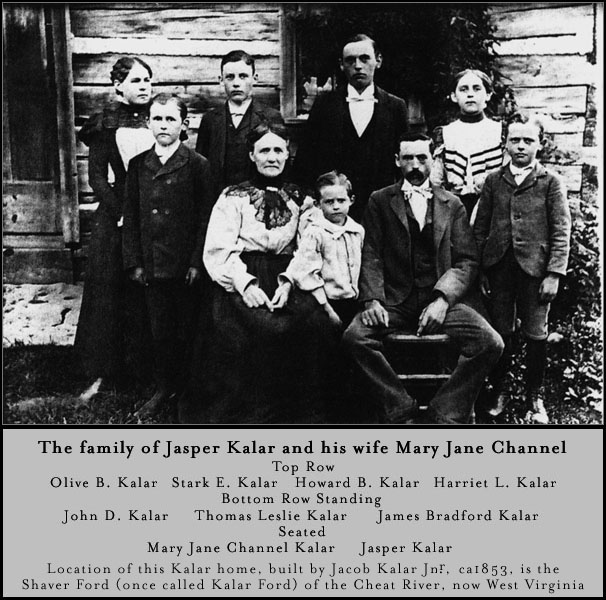 The family of Jasper Kalar and his wife Mary Jane Channel
Top Row
Olive B. Kalar Stark E. Kalar Howard B. Kalar Harriet L. Kalar
Bottom Row Standing
John D. Kalar Thomas Leslie Kalar James Bradford Kalar
Seated
Mary Jane Channel Kalar Jasper Kalar
Location of this Kalar home, built by Jacob Kalar Jnr, ca1853, is the
Shaver Ford (once called Kalar Ford) of the Cheat River, now West Virginia